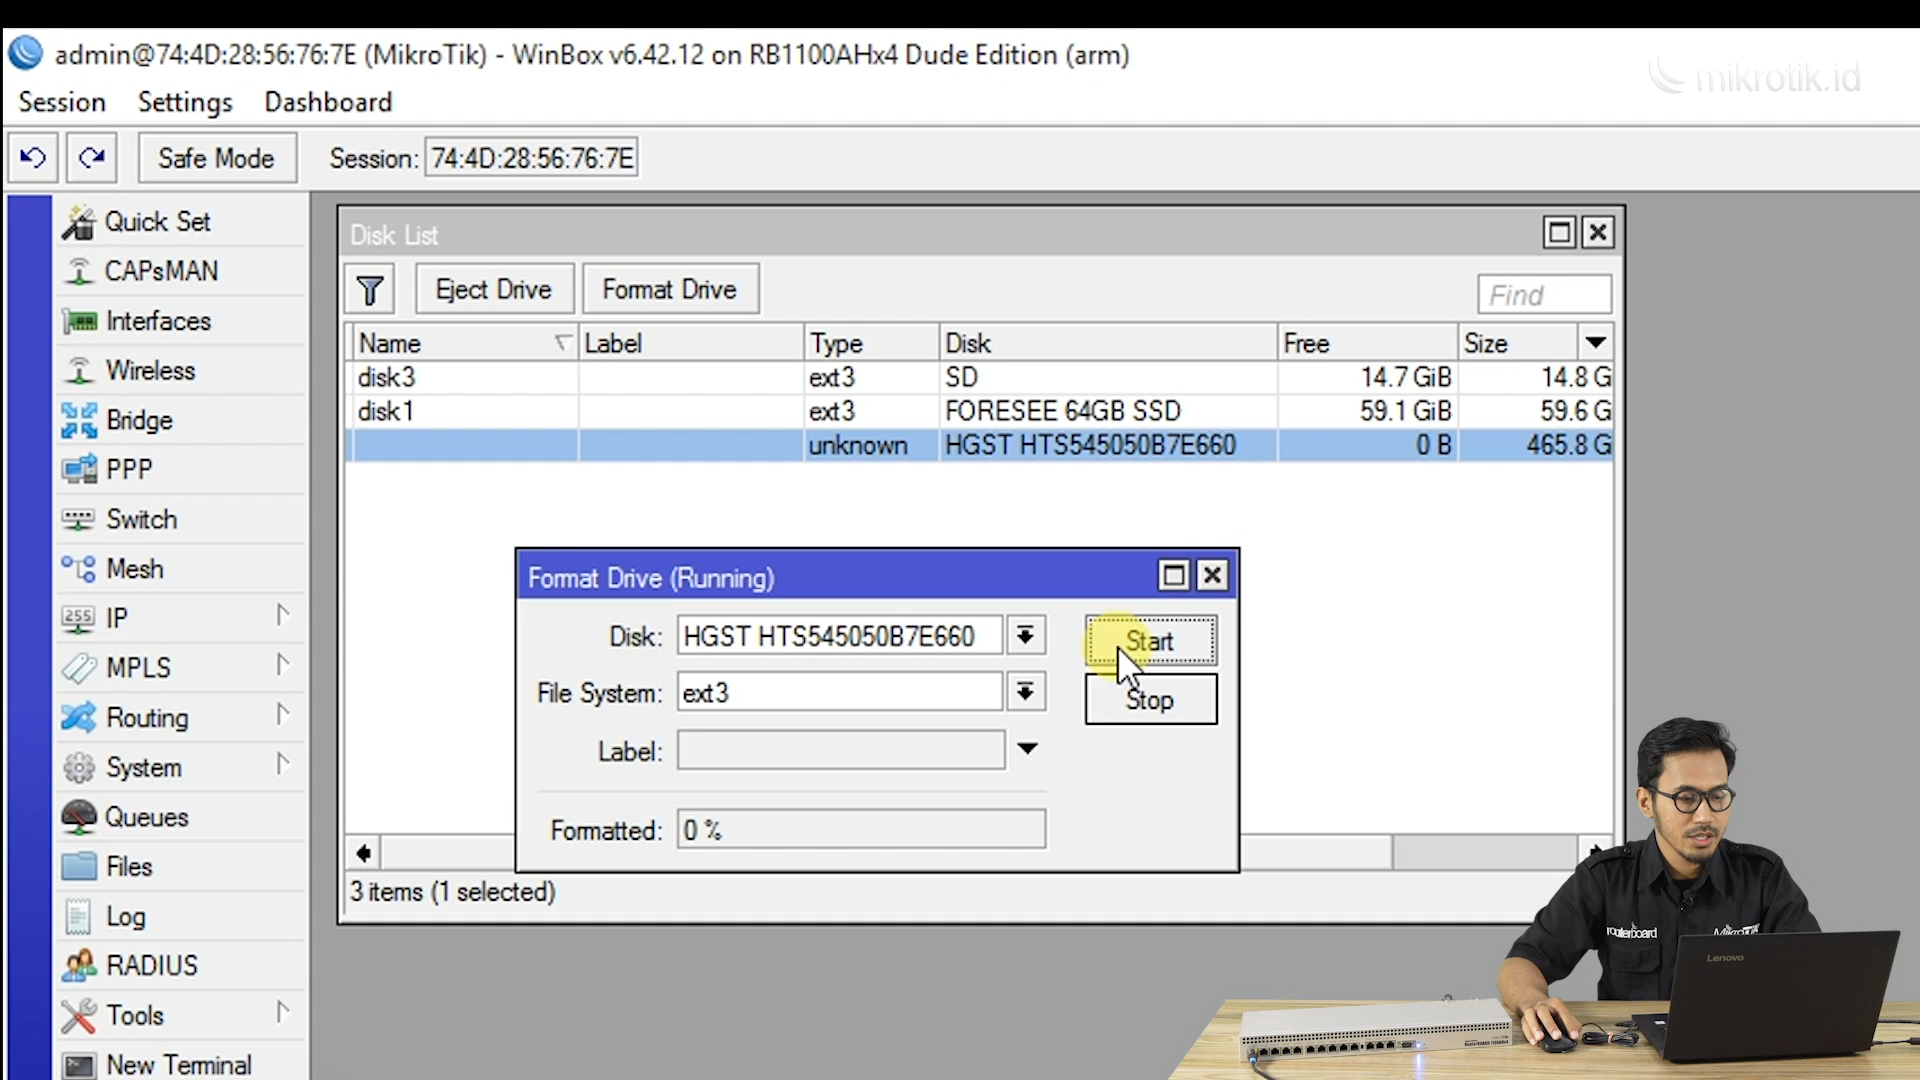 admin@74:4D:28:56:76:7E (MikroTik) - WinBox v6.42.12 on RB1100AHx4 Dude Edition (arm)
mikrotik.id
Session Settings Dashboard
Safe Mode Session: 74:4D:28:56:76:7E
Quick Set
CAPsMAN
Interfaces
Wireless
Bridge
PPP
Switch
Mesh
255 IP
MPLS
Routing
System
Queues
Files
Log
RADIUS
Tools
New Terminal
Disk List
Eject Drive Format Drive Find
Name Label Type Disk Free Size
disk3 ext3 SD 14.7 GiB 14.8 G
disk1 ext3 FORESEE 64GB SSD 59.1 GiB 59.6 G
unknown HGST HTS545050B7E660 0 B 465.8 G
Format Drive (Running)
Disk: HGST HTS545050B7E660 Start
File System: ext3 Stop
Label:
Formatted: 0 %
3 items (1 selected)
routerboard MikroTik
Lenovo